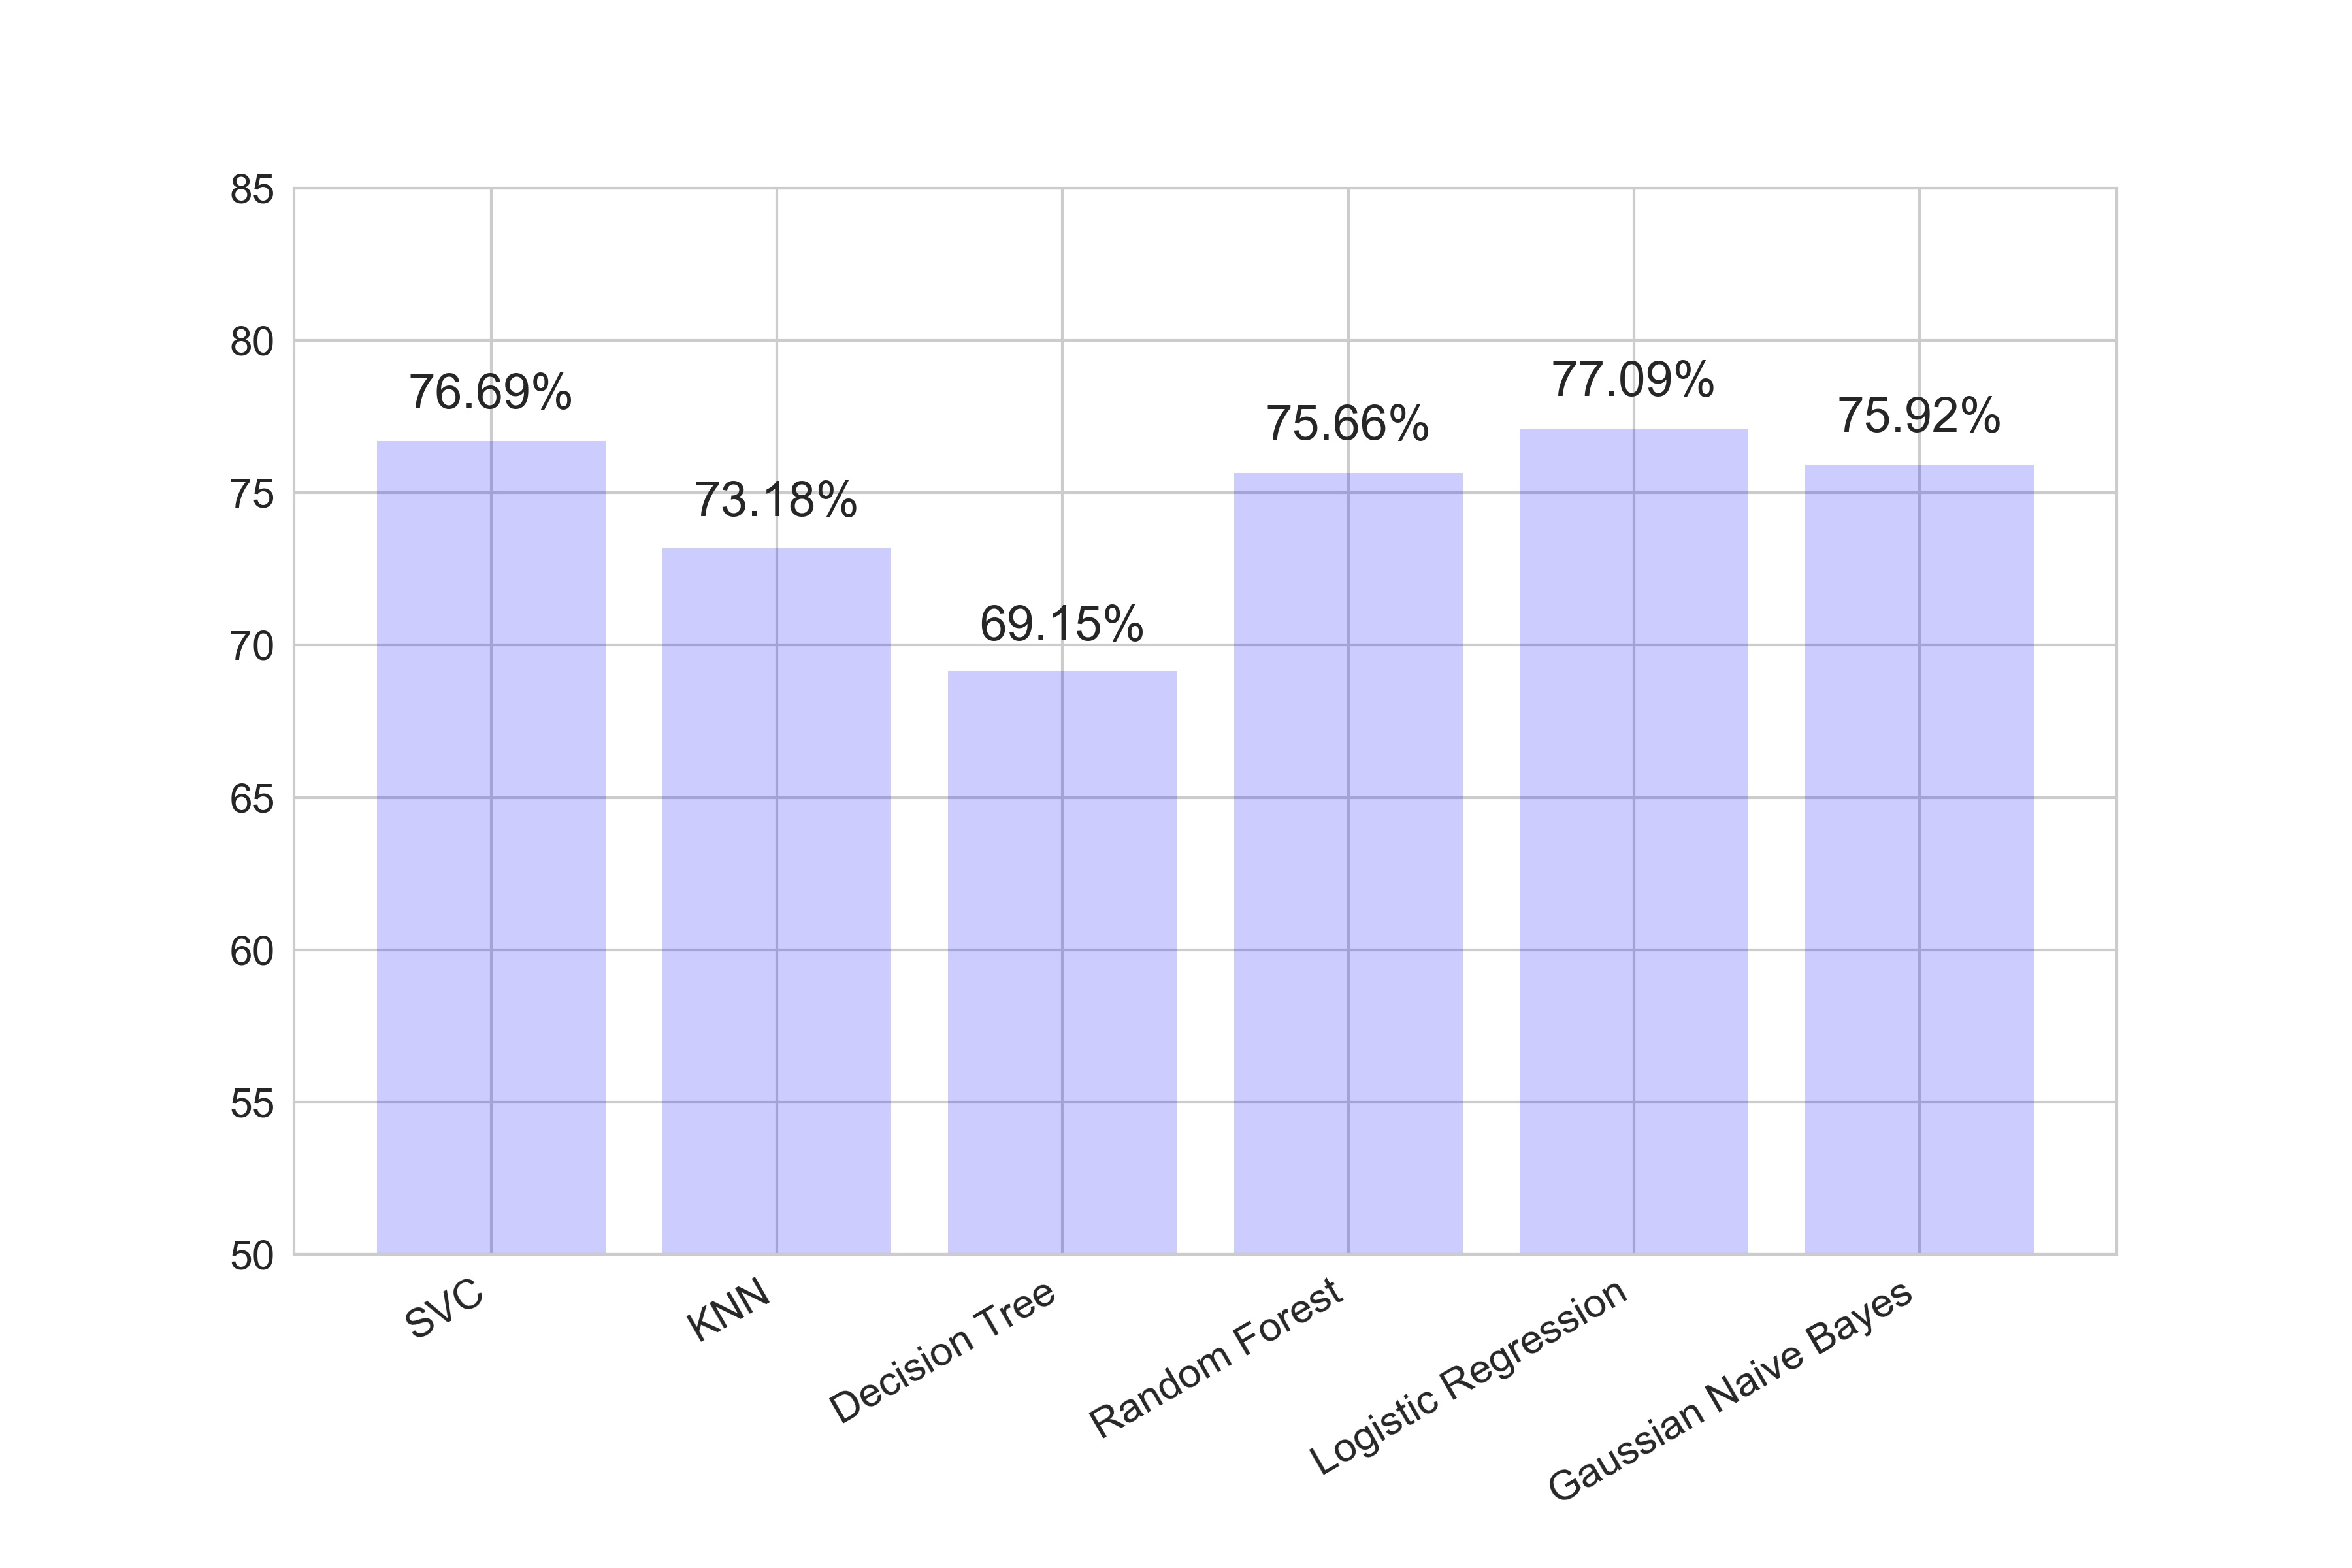 85
80
75
70
65
60
55
50
76.69%
73.18%
69.15%
75.66%
77.09%
75.92%
SVC
KNN
Decision Tree
Random Forest
Logistic Regression
Gaussian Naive Bayes